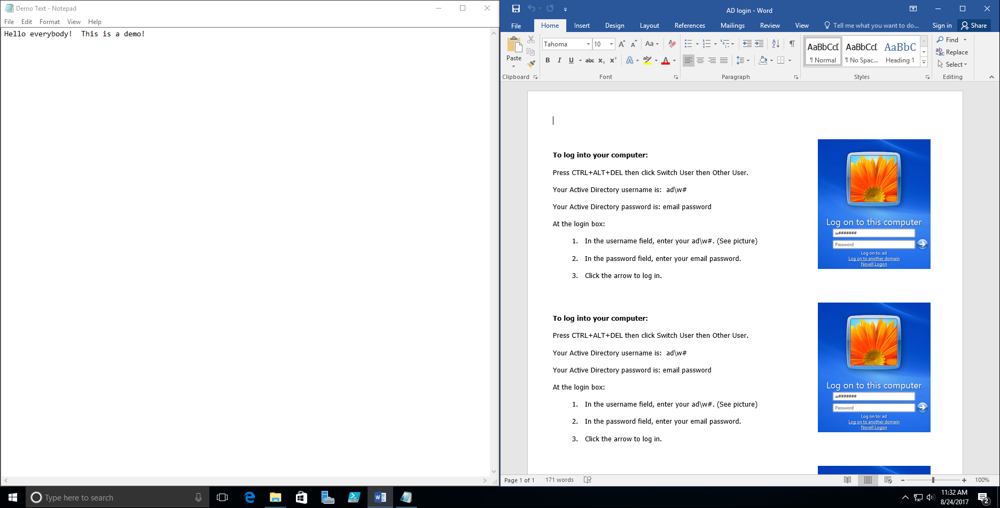 Demo Text - Notepad
File Edit Format View Help
Hello everybody!  This is a demo!
AD login - Word
File Home Insert Design Layout References Mailings Review View Tell me what you want to do... Sign in Share
Paste
Clipboard
Tahoma 10
Font
Paragraph
AaBbCcD AaBbCcD AaBbC
¶ Normal ¶ No Spac... Heading 1
Styles
Find
Replace
Select
Editing
To log into your computer:
Press CTRL+ALT+DEL then click Switch User then Other User.
Your Active Directory username is:  ad\w#
Your Active Directory password is: email password
At the login box:
1. In the username field, enter your ad\w#. (See picture)
2. In the password field, enter your email password.
3. Click the arrow to log in.
Log on to this computer
w#######
Password
Log on to: ad
Log on to another domain
Novell Logon
To log into your computer:
Press CTRL+ALT+DEL then click Switch User then Other User.
Your Active Directory username is:  ad\w#
Your Active Directory password is: email password
At the login box:
1. In the username field, enter your ad\w#. (See picture)
2. In the password field, enter your email password.
3. Click the arrow to log in.
Log on to this computer
w#######
Password
Log on to: ad
Log on to another domain
Novell Logon
Page 1 of 1 171 words 100%
Type here to search
11:32 AM
8/24/2017
2